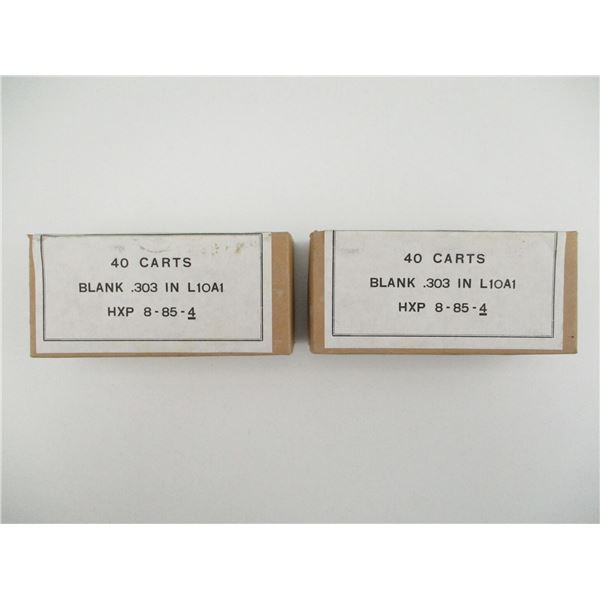 40 CARTS
BLANK .303 IN L10A1
HXP 8-85-4
40 CARTS
BLANK .303 IN L10A1
HXP 8-85-4